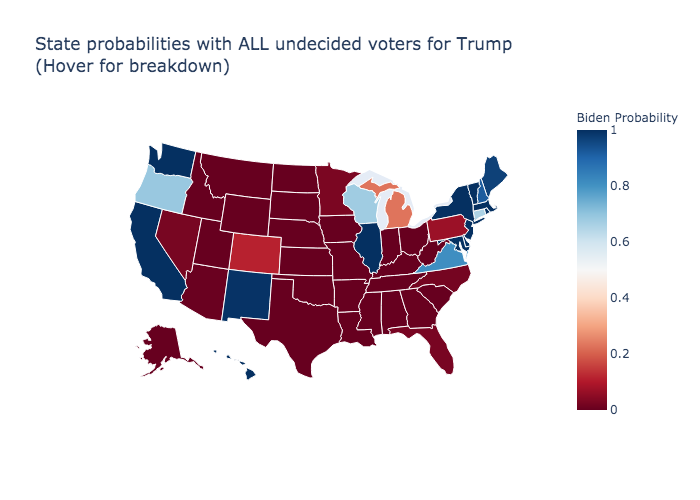 State probabilities with ALL undecided voters for Trump
(Hover for breakdown)
Biden Probability
1
0.8
0.6
0.4
0.2
0